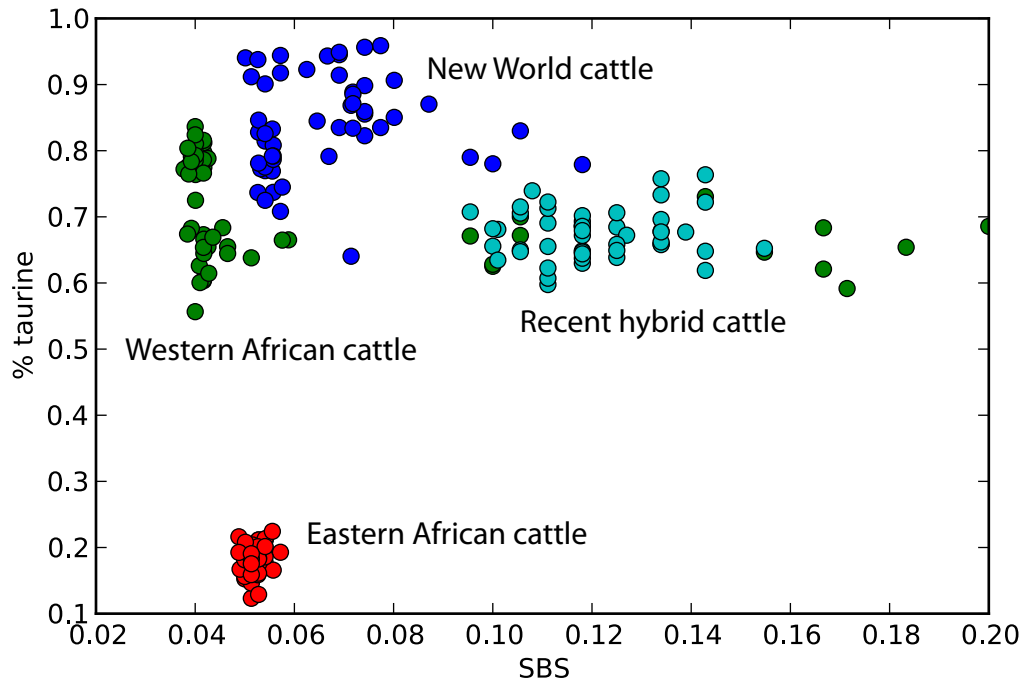 1.0
0.9
0.8
0.7
0.6
0.5
0.4
0.3
0.2
0.1
% taurine
New World cattle
Recent hybrid cattle
Western African cattle
Eastern African cattle
0.02 0.04 0.06 0.08 0.10 0.12 0.14 0.16 0.18 0.20
SBS